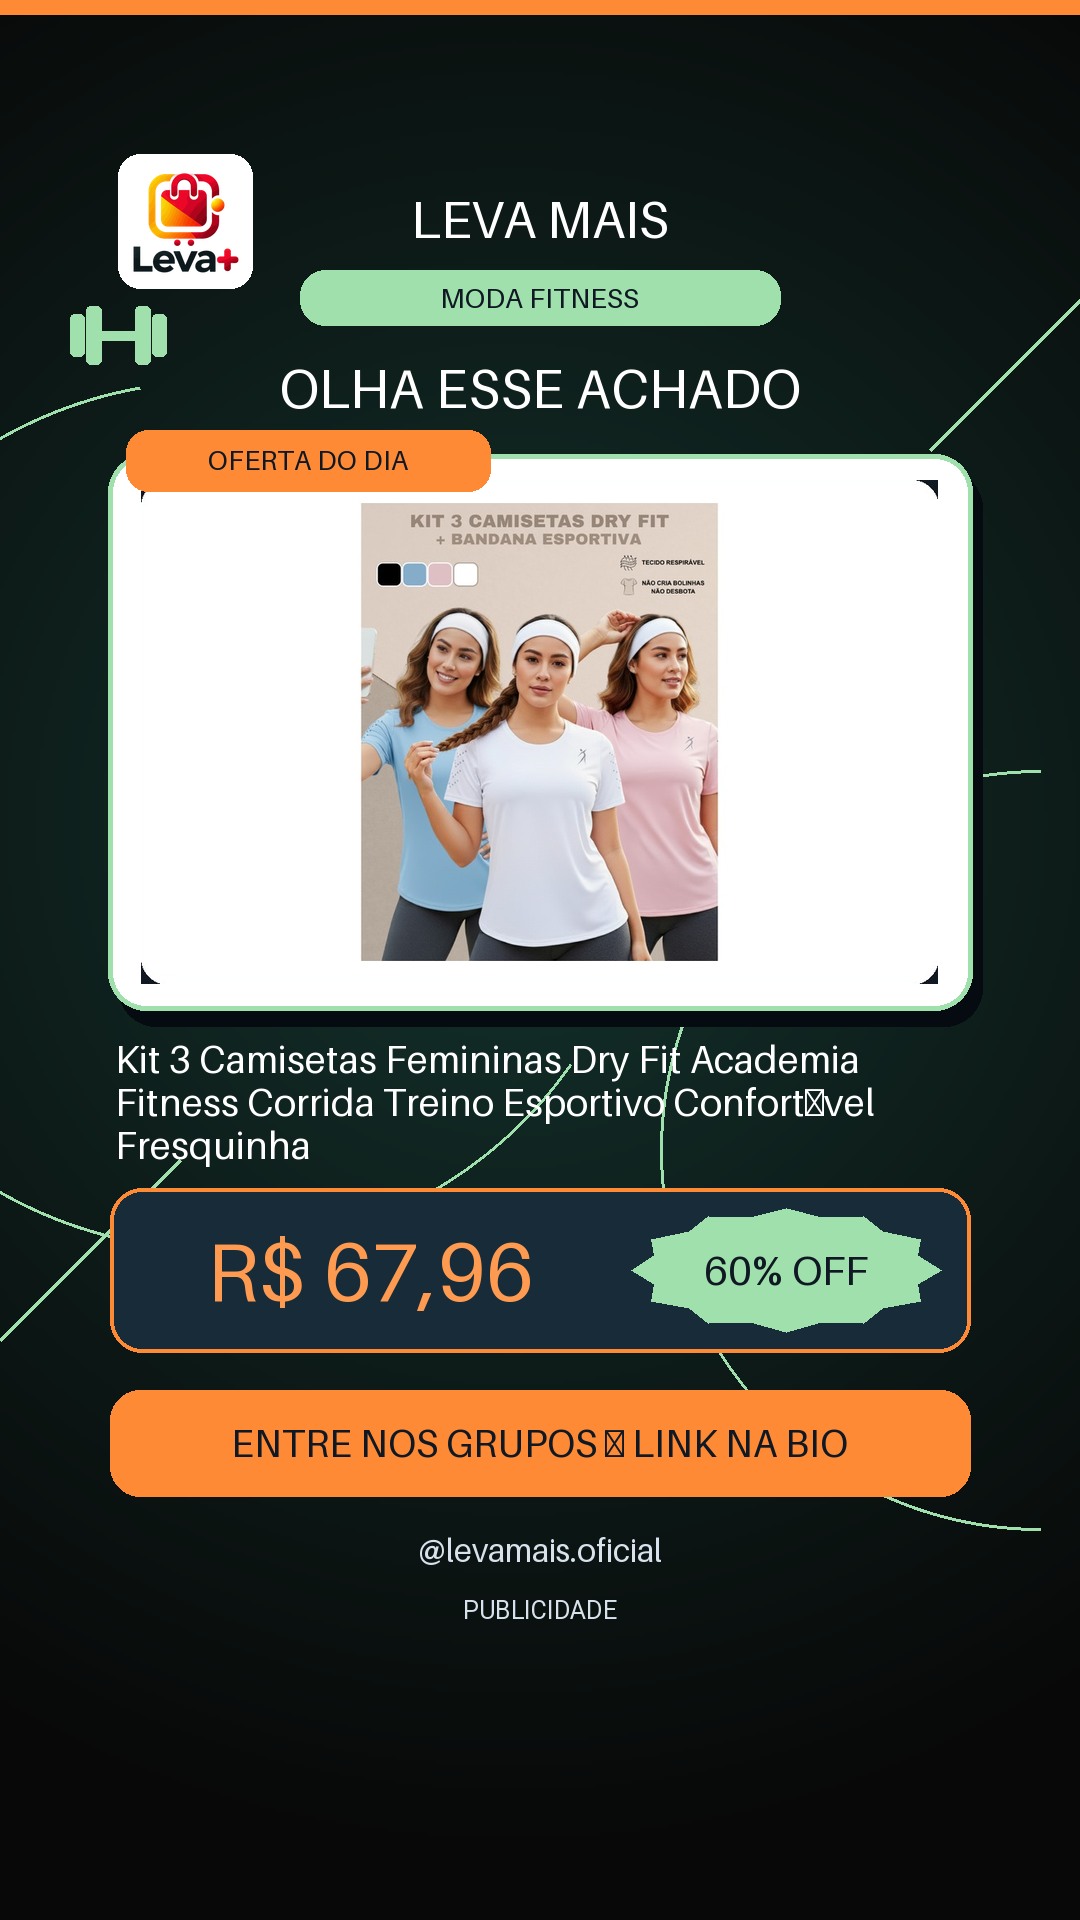 Leva+
LEVA MAIS
MODA FITNESS
OLHA ESSE ACHADO
OFERTA DO DIA
KIT 3 CAMISETAS DRY FIT
+ BANDANA ESPORTIVA
TECIDO RESPIRÁVEL
NÃO CRIA BOLINHAS
NÃO DESBOTA
Kit 3 Camisetas Femininas Dry Fit Academia
Fitness Corrida Treino Esportivo Confort☒vel
Fresquinha
R$ 67,96
60% OFF
ENTRE NOS GRUPOS ☒ LINK NA BIO
@levamais.oficial
PUBLICIDADE